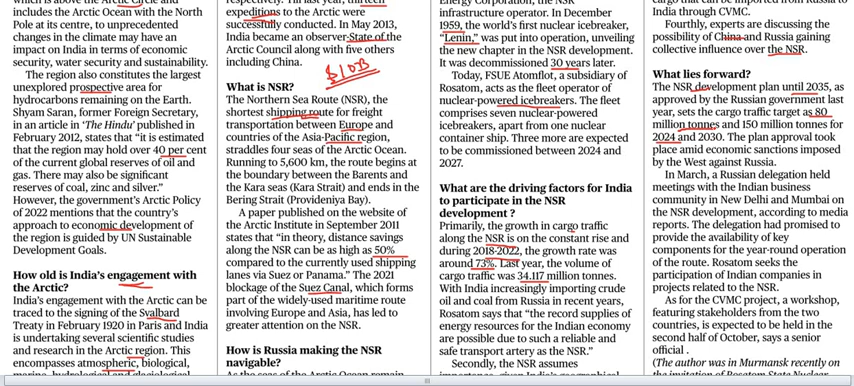 which is above the Arctic Circle and
includes the Arctic Ocean with the North
Pole at its centre, to unprecedented
changes in the climate may have an
impact on India in terms of economic
security, water security and sustainability.
The region also constitutes the largest
unexplored prospective area for
hydrocarbons remaining on the Earth.
Shyam Saran, former Foreign Secretary,
in an article in 'The Hindu' published in
February 2012, states that "it is estimated
that the region may hold over 40 per cent
of the current global reserves of oil and
gas. There may also be significant
reserves of coal, zinc and silver."
However, the government's Arctic Policy
of 2022 mentions that the country's
approach to economic development of
the region is guided by UN Sustainable
Development Goals.
How old is India's engagement with
the Arctic?
India's engagement with the Arctic can be
traced to the signing of the Svalbard
Treaty in February 1920 in Paris and India
is undertaking several scientific studies
and research in the Arctic region. This
encompasses atmospheric, biological,
marine, hydrological and glaciological
respectively. Till last year, thirteen
expeditions to the Arctic were
successfully conducted. In May 2013,
India became an observer-State of the
Arctic Council along with five others
including China.
$10B
What is NSR?
The Northern Sea Route (NSR), the
shortest shipping route for freight
transportation between Europe and
countries of the Asia-Pacific region,
straddles four seas of the Arctic Ocean.
Running to 5,600 km, the route begins at
the boundary between the Barents and
the Kara seas (Kara Strait) and ends in the
Bering Strait (Provideniya Bay).
A paper published on the website of
the Arctic Institute in September 2011
states that "in theory, distance savings
along the NSR can be as high as 50%
compared to the currently used shipping
lanes via Suez or Panama." The 2021
blockage of the Suez Canal, which forms
part of the widely-used maritime route
involving Europe and Asia, has led to
greater attention on the NSR.
How is Russia making the NSR
navigable?
As the seas of the Arctic Ocean remain
Energy Corporation, the NSR
infrastructure operator. In December
1959, the world's first nuclear icebreaker,
"Lenin," was put into operation, unveiling
the new chapter in the NSR development.
It was decommissioned 30 years later.
Today, FSUE Atomflot, a subsidiary of
Rosatom, acts as the fleet operator of
nuclear-powered icebreakers. The fleet
comprises seven nuclear-powered
icebreakers, apart from one nuclear
container ship. Three more are expected
to be commissioned between 2024 and
2027.
What are the driving factors for India
to participate in the NSR
development ?
Primarily, the growth in cargo traffic
along the NSR is on the constant rise and
during 2018-2022, the growth rate was
around 73%. Last year, the volume of
cargo traffic was 34.117 million tonnes.
With India increasingly importing crude
oil and coal from Russia in recent years,
Rosatom says that "the record supplies of
energy resources for the Indian economy
are possible due to such a reliable and
safe transport artery as the NSR."
Secondly, the NSR assumes
importance, given India's geographical
cargo that can be imported from Russia to
India through CVMC.
Fourthly, experts are discussing the
possibility of China and Russia gaining
collective influence over the NSR.
What lies forward?
The NSR development plan until 2035, as
approved by the Russian government last
year, sets the cargo traffic target as 80
million tonnes and 150 million tonnes for
2024 and 2030. The plan approval took
place amid economic sanctions imposed
by the West against Russia.
In March, a Russian delegation held
meetings with the Indian business
community in New Delhi and Mumbai on
the NSR development, according to media
reports. The delegation had promised to
provide the availability of key
components for the year-round operation
of the route. Rosatom seeks the
participation of Indian companies in
projects related to the NSR.
As for the CVMC project, a workshop,
featuring stakeholders from the two
countries, is expected to be held in the
second half of October, says a senior
official .
(The author was in Murmansk recently on
the invitation of Rosatom State Nuclear